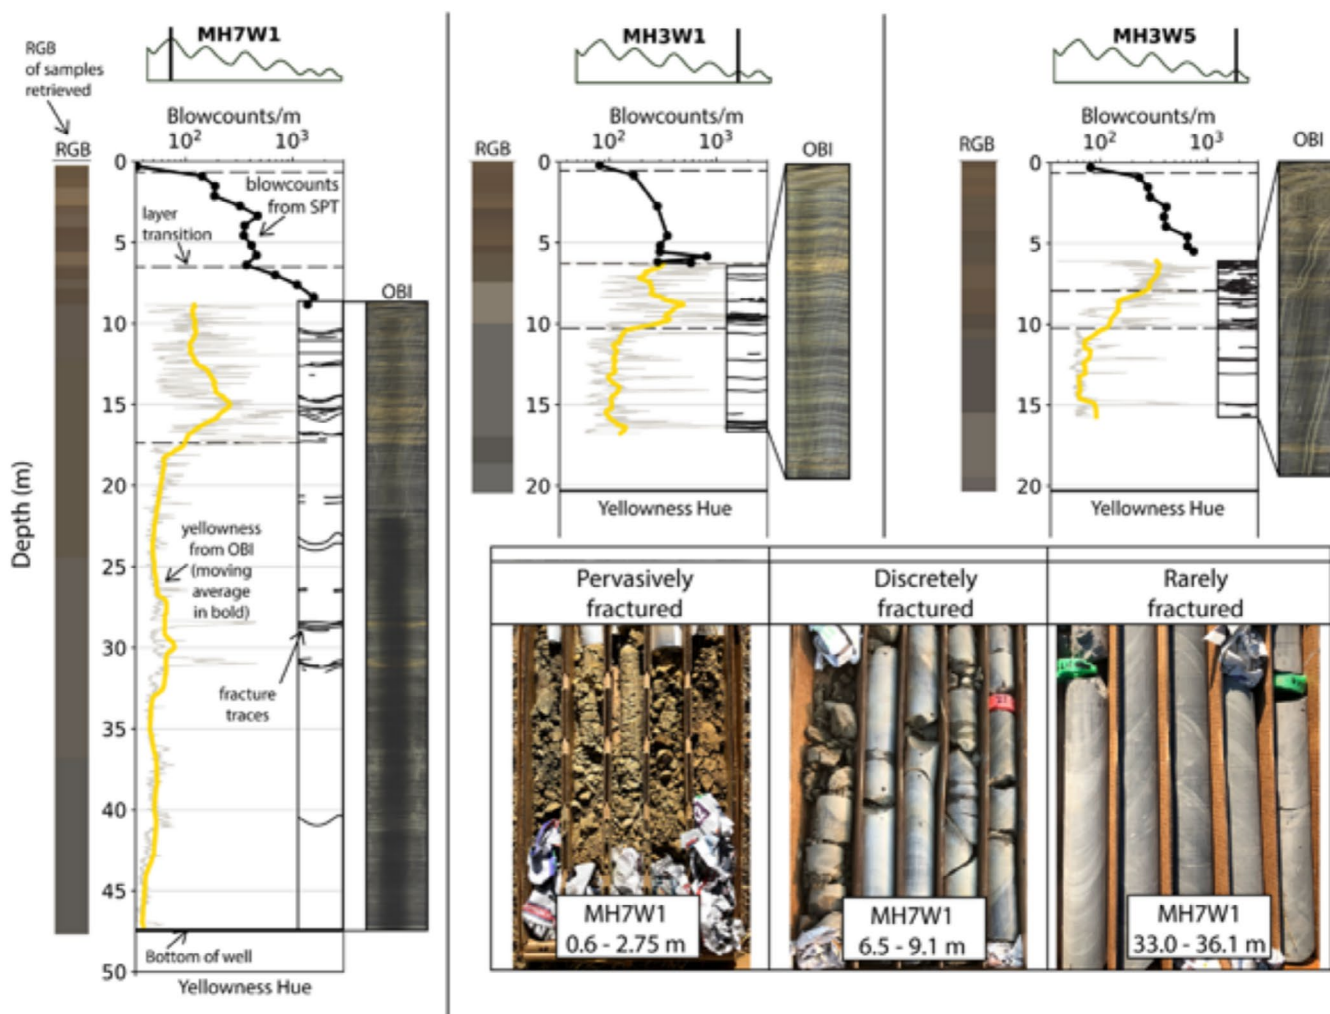 MH7W1
RGB
of samples
retrieved
Blowcounts/m
10²
10³
RGB
0
5
10
15
20
25
30
35
40
45
50
Depth (m)
layer
transition
blowcounts
from SPT
OBI
yellowness
from OBI
(moving
average
in bold)
fracture
traces
Bottom of well
Yellowness Hue
MH3W1
Blowcounts/m
10²
10³
RGB
OBI
0
5
10
15
20
Yellowness Hue
MH3W5
Blowcounts/m
10²
10³
RGB
OBI
0
5
10
15
20
Yellowness Hue
Pervasively
fractured
Discretely
fractured
Rarely
fractured
MH7W1
0.6 - 2.75 m
MH7W1
6.5 - 9.1 m
MH7W1
33.0 - 36.1 m